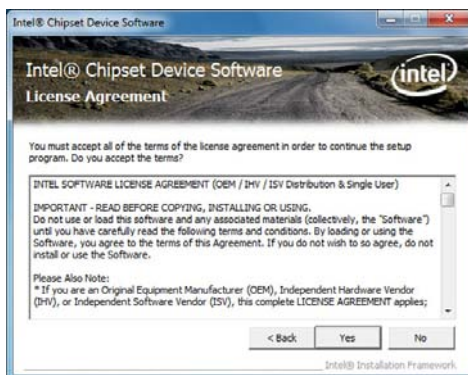 Intel® Chipset Device Software
Intel® Chipset Device Software
License Agreement
intel
You must accept all of the terms of the license agreement in order to continue the setup
program. Do you accept the terms?
INTEL SOFTWARE LICENSE AGREEMENT (OEM / IHV / ISV Distribution & Single User)
IMPORTANT - READ BEFORE COPYING, INSTALLING OR USING.
Do not use or load this software and any associated materials (collectively, the "Software")
until you have carefully read the following terms and conditions. By loading or using the
Software, you agree to the terms of this Agreement. If you do not wish to so agree, do not
install or use the Software.
Please Also Note:
* If you are an Original Equipment Manufacturer (OEM), Independent Hardware Vendor
(IHV), or Independent Software Vendor (ISV), this complete LICENSE AGREEMENT applies;
< Back Yes No
Intel® Installation Framework